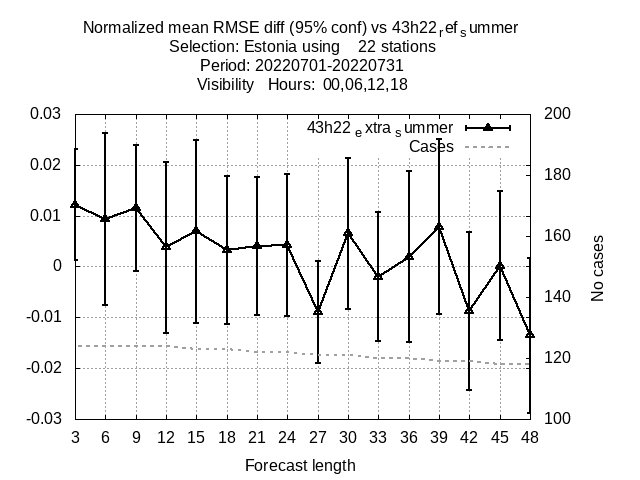 Normalized mean RMSE diff (95% conf) vs 43h22refsummer
Selection: Estonia using 22 stations
Period: 20220701-20220731
Visibility Hours: 00,06,12,18
43h22extrasummer
Cases
0.03
0.02
0.01
0
-0.01
-0.02
-0.03
200
180
160
140
120
100
No cases
3 6 9 12 15 18 21 24 27 30 33 36 39 42 45 48
Forecast length